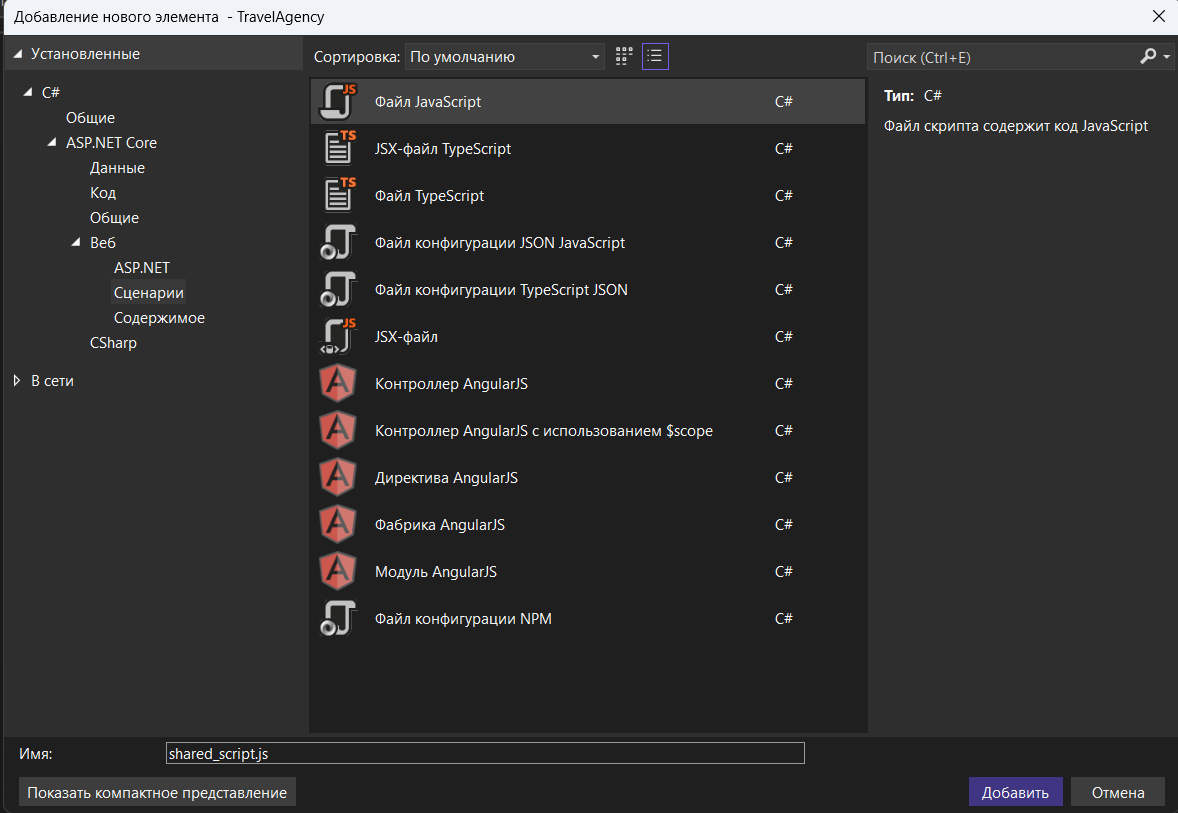 Добавление нового элемента - TravelAgency
Установленные
C#
Общие
ASP.NET Core
Данные
Код
Общие
Веб
ASP.NET
Сценарии
Содержимое
CSharp
В сети
Сортировка: По умолчанию
Файл JavaScript C#
JSX-файл TypeScript C#
Файл TypeScript C#
Файл конфигурации JSON JavaScript C#
Файл конфигурации TypeScript JSON C#
JSX-файл C#
Контроллер AngularJS C#
Контроллер AngularJS с использованием $scope C#
Директива AngularJS C#
Фабрика AngularJS C#
Модуль AngularJS C#
Файл конфигурации NPM C#
Поиск (Ctrl+E)
Тип: C#
Файл скрипта содержит код JavaScript
Имя: shared_script.js
Показать компактное представление
Добавить
Отмена